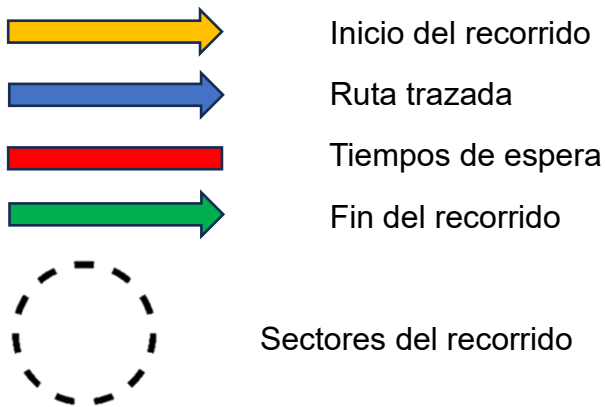 Inicio del recorrido
Ruta trazada
Tiempos de espera
Fin del recorrido
Sectores del recorrido